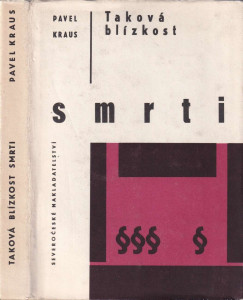 PAVEL
KRAUS
Taková
blízkost
smrti
§§§ §
PAVEL KRAUS
TAKOVÁ BLÍZKOST SMRTI
SEVEROČESKÉ NAKLADATELSTVÍ